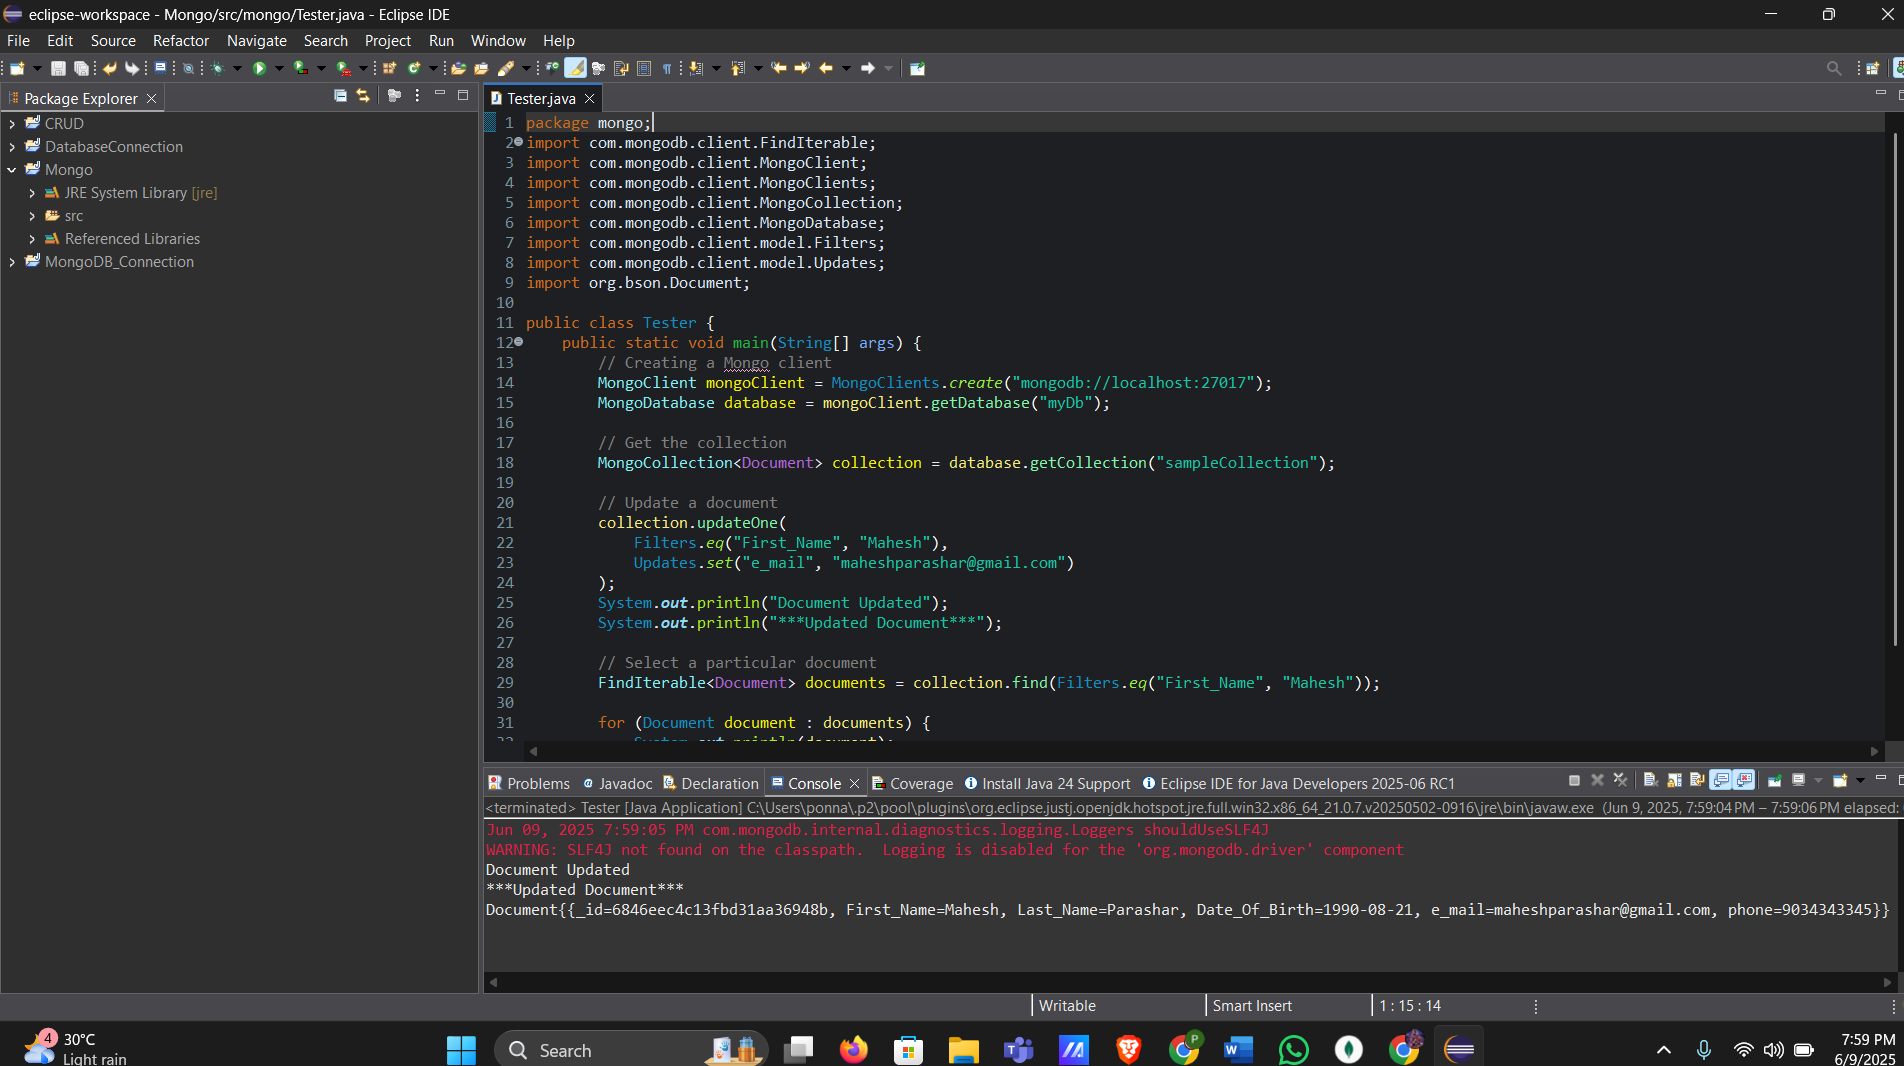 eclipse-workspace - Mongo/src/mongo/Tester.java - Eclipse IDE
File Edit Source Refactor Navigate Search Project Run Window Help
Package Explorer
CRUD
DatabaseConnection
Mongo
JRE System Library [jre]
src
Referenced Libraries
MongoDB_Connection
Tester.java
1 package mongo;
2 import com.mongodb.client.FindIterable;
3 import com.mongodb.client.MongoClient;
4 import com.mongodb.client.MongoClients;
5 import com.mongodb.client.MongoCollection;
6 import com.mongodb.client.MongoDatabase;
7 import com.mongodb.client.model.Filters;
8 import com.mongodb.client.model.Updates;
9 import org.bson.Document;
10
11 public class Tester {
12 public static void main(String[] args) {
13 // Creating a Mongo client
14 MongoClient mongoClient = MongoClients.create("mongodb://localhost:27017");
15 MongoDatabase database = mongoClient.getDatabase("myDb");
16
17 // Get the collection
18 MongoCollection<Document> collection = database.getCollection("sampleCollection");
19
20 // Update a document
21 collection.updateOne(
22 Filters.eq("First_Name", "Mahesh"),
23 Updates.set("e_mail", "maheshparashar@gmail.com")
24 );
25 System.out.println("Document Updated");
26 System.out.println("***Updated Document***");
27
28 // Select a particular document
29 FindIterable<Document> documents = collection.find(Filters.eq("First_Name", "Mahesh"));
30
31 for (Document document : documents) {
32 System.out.println(document);
Problems Javadoc Declaration Console Coverage Install Java 24 Support Eclipse IDE for Java Developers 2025-06 RC1
<terminated> Tester [Java Application] C:\Users\ponna\.p2\pool\plugins\org.eclipse.justj.openjdk.hotspot.jre.full.win32.x86_64_21.0.7.v20250502-0916\jre\bin\javaw.exe (Jun 9, 2025, 7:59:04 PM – 7:59:06 PM elapsed:
Jun 09, 2025 7:59:05 PM com.mongodb.internal.diagnostics.logging.Loggers shouldUseSLF4J
WARNING: SLF4J not found on the classpath.  Logging is disabled for the 'org.mongodb.driver' component
Document Updated
***Updated Document***
Document{{_id=6846eec4c13fbd31aa36948b, First_Name=Mahesh, Last_Name=Parashar, Date_Of_Birth=1990-08-21, e_mail=maheshparashar@gmail.com, phone=9034343345}}
Writable Smart Insert 1 : 15 : 14
4 30°C
Light rain
Search
7:59 PM
6/9/2025